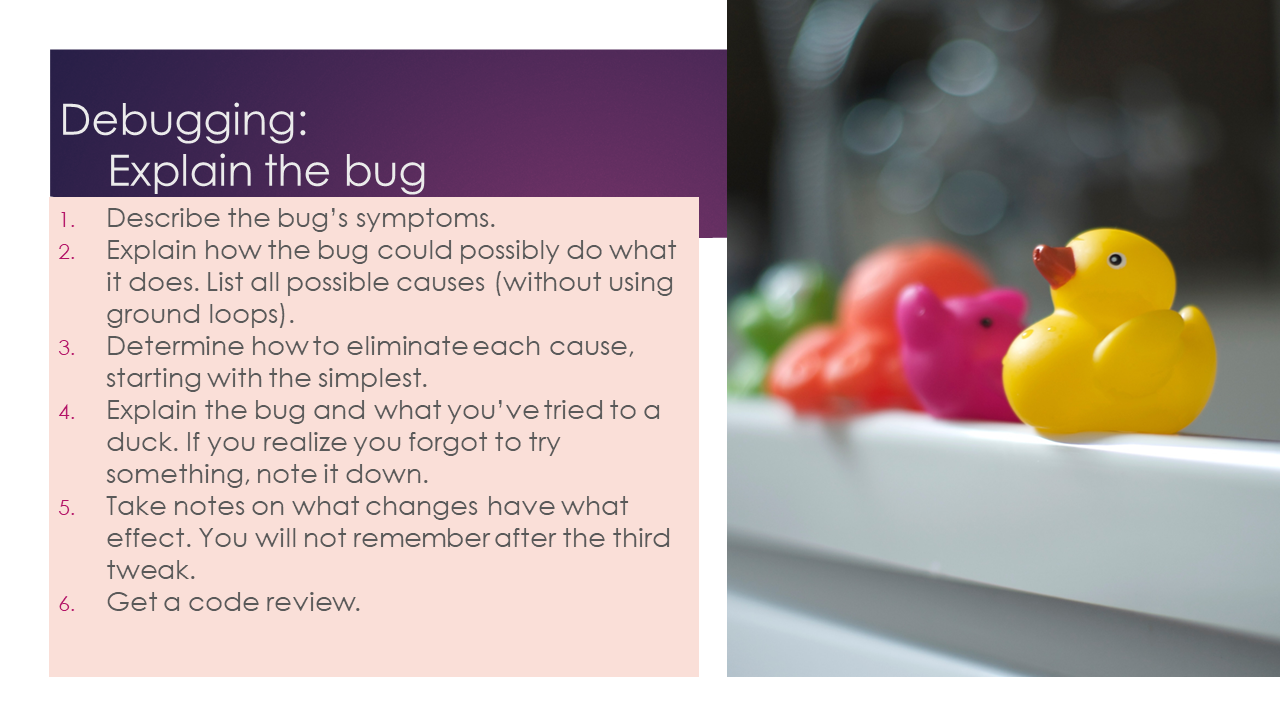 Debugging:
Explain the bug
1. Describe the bug’s symptoms.
2. Explain how the bug could possibly do what
it does. List all possible causes (without using
ground loops).
3. Determine how to eliminate each cause,
starting with the simplest.
4. Explain the bug and what you’ve tried to a
duck. If you realize you forgot to try
something, note it down.
5. Take notes on what changes have what
effect. You will not remember after the third
tweak.
6. Get a code review.